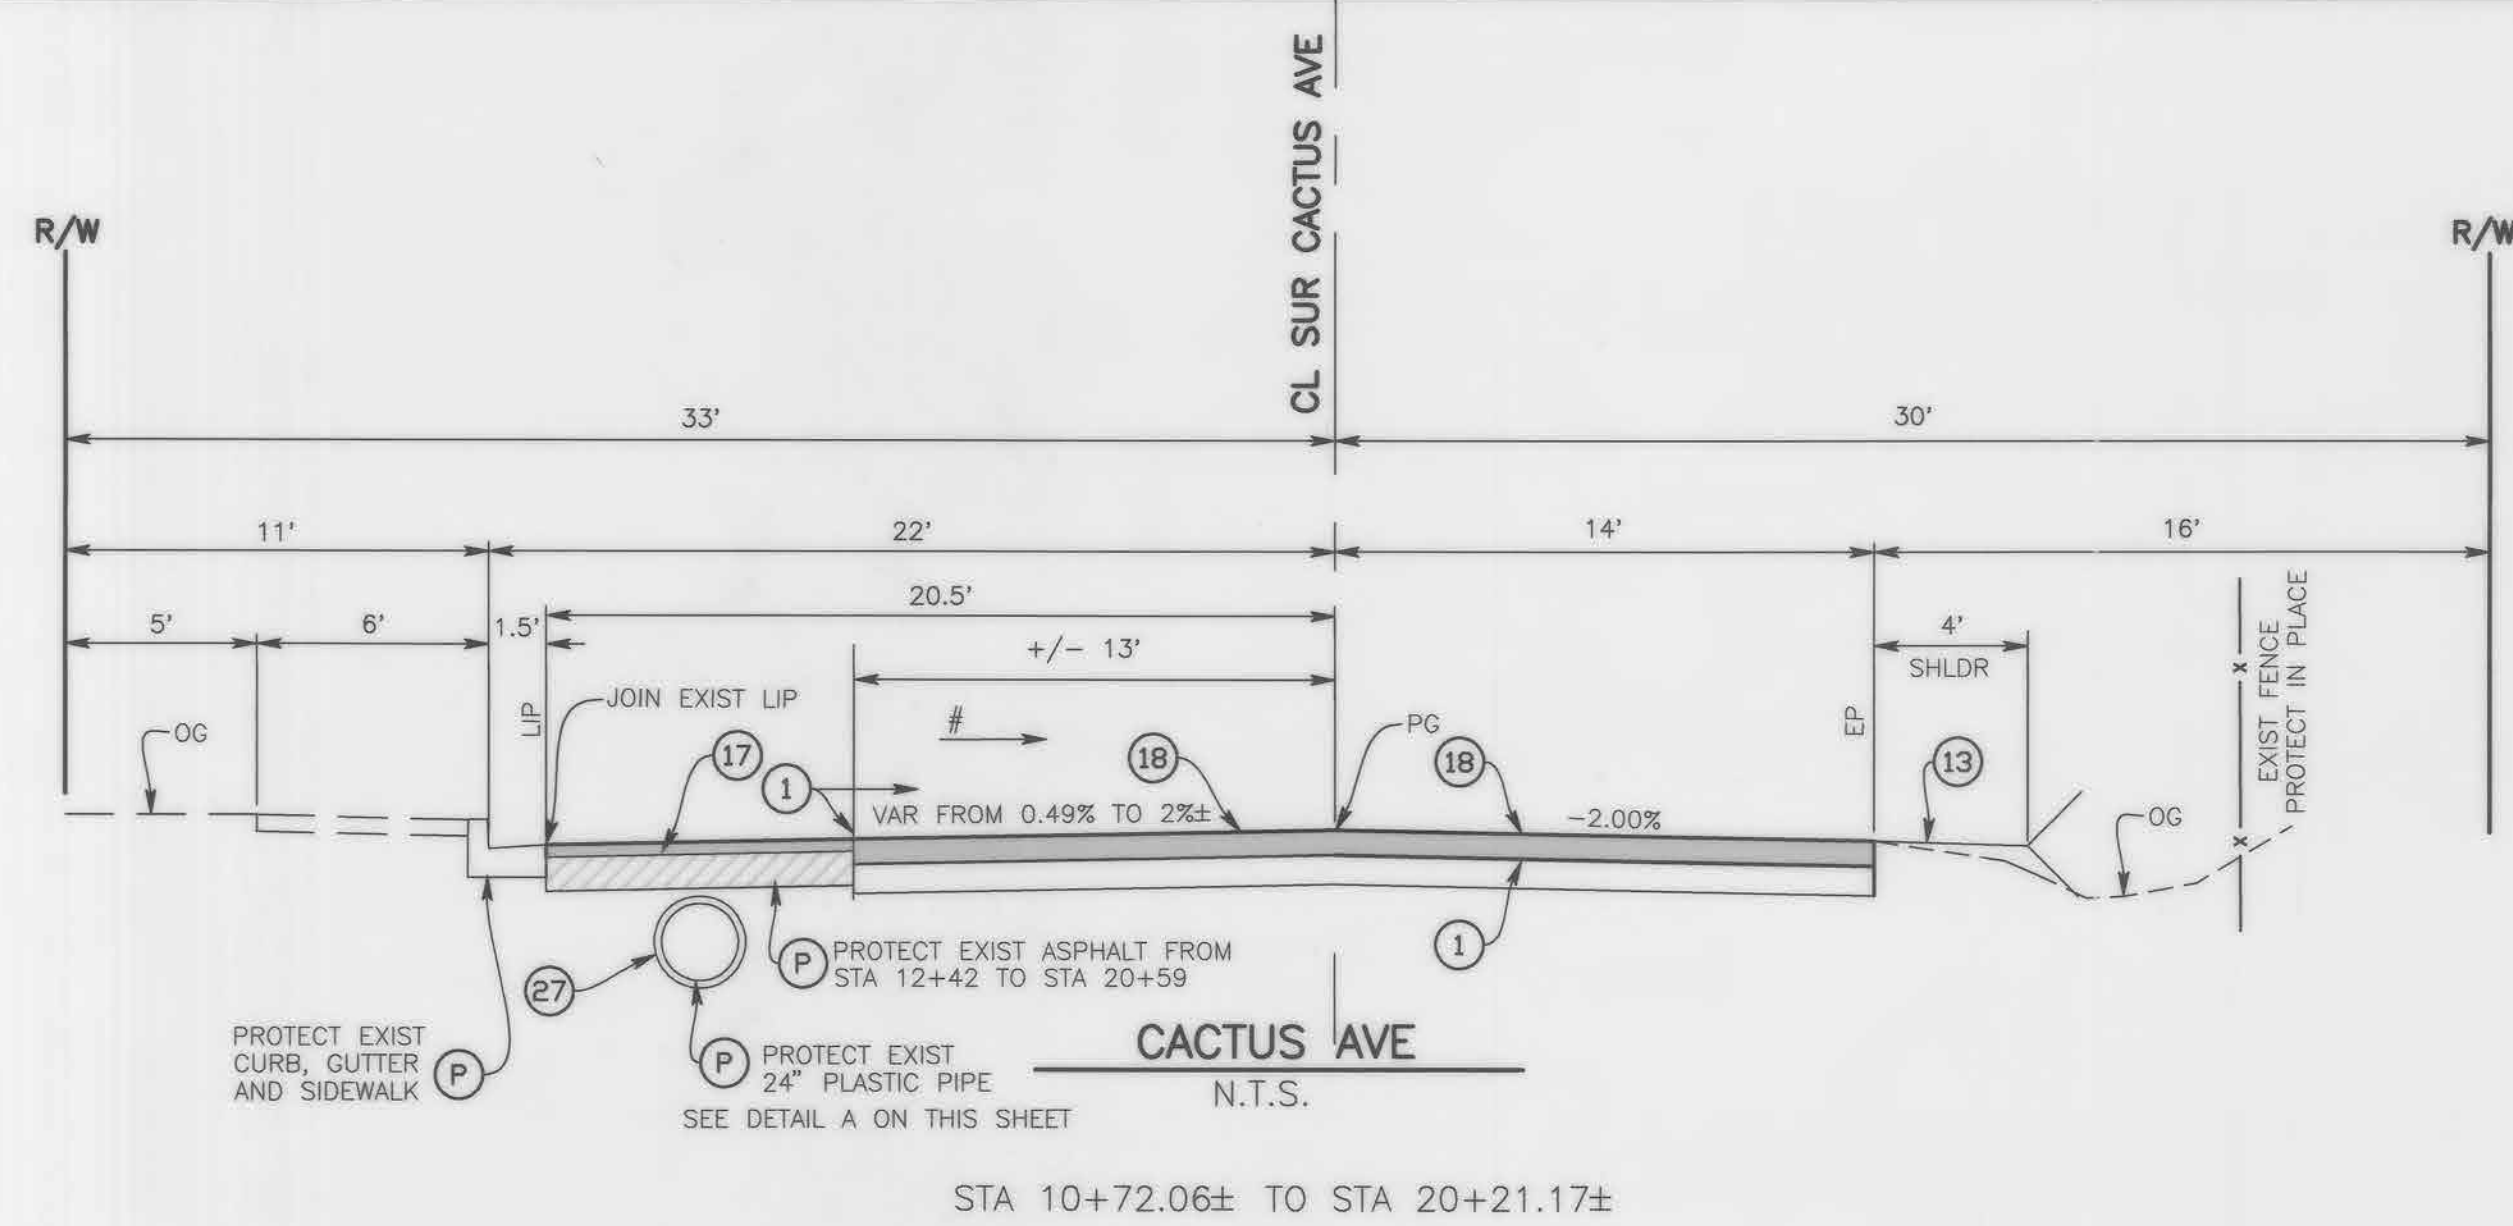 CL SUR CACTUS AVE
R/W
R/W
33'
30'
11'
22'
14'
16'
20.5'
5'
6'
1.5'
+/- 13'
4'
SHLDR
EXIST FENCE
PROTECT IN PLACE
LIP
JOIN EXIST LIP
OG
#
PG
EP
17
1
18
18
13
VAR FROM 0.49% TO 2%±
-2.00%
OG
x
x
27
P
PROTECT EXIST ASPHALT FROM
STA 12+42 TO STA 20+59
1
PROTECT EXIST
CURB, GUTTER
AND SIDEWALK
P
P
PROTECT EXIST
24" PLASTIC PIPE
SEE DETAIL A ON THIS SHEET
CACTUS AVE
N.T.S.
STA 10+72.06± TO STA 20+21.17±